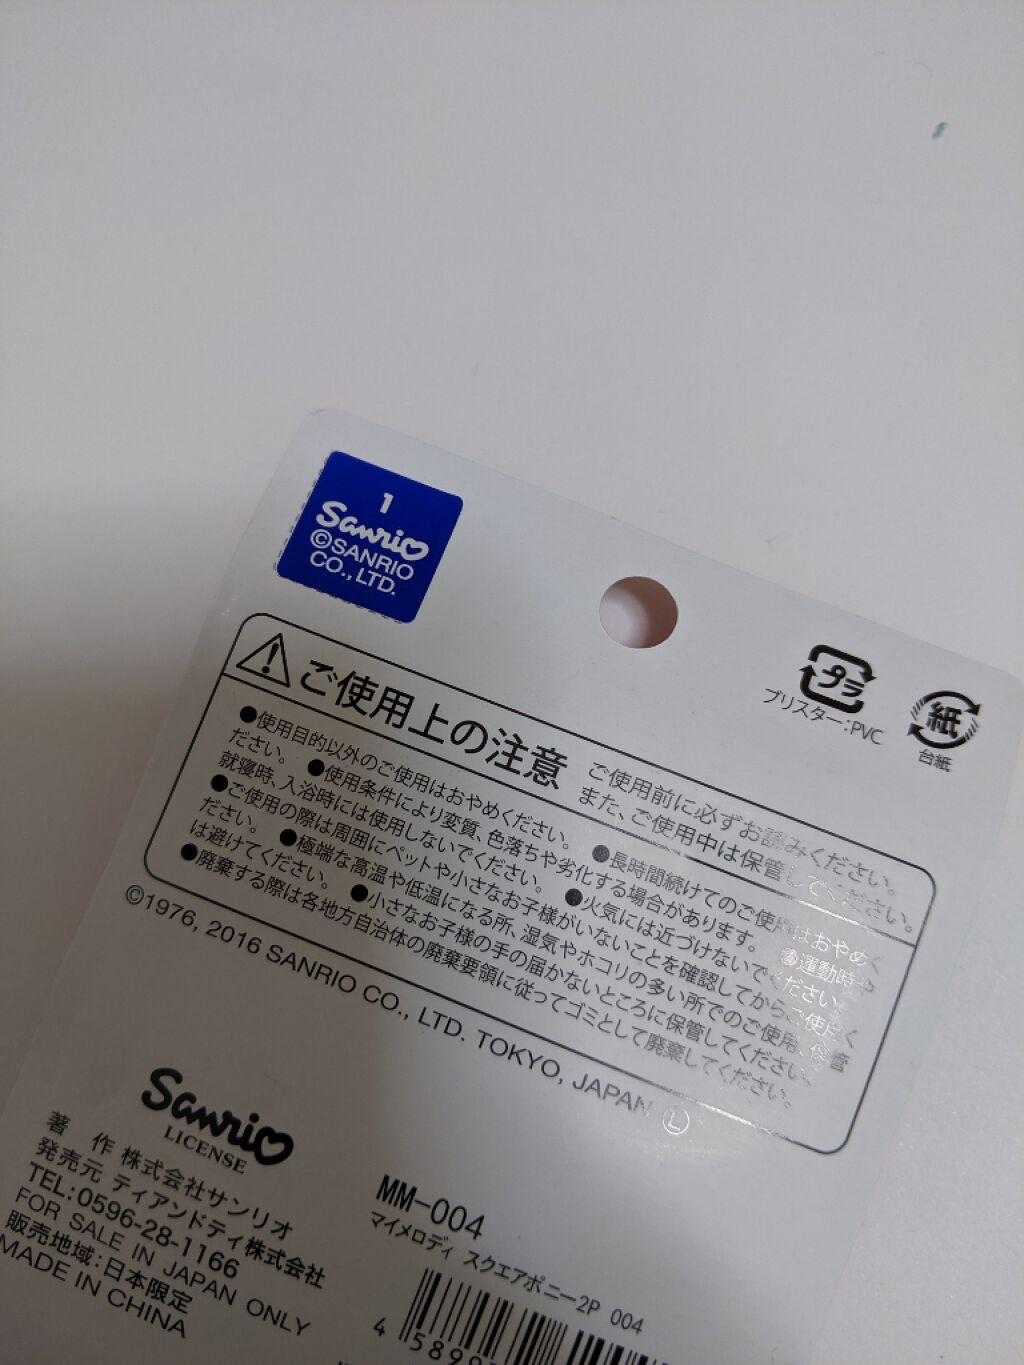 1
Sanrio
©SANRIO
CO., LTD.
プラ
ブリスター：PVC
紙
台紙
ご使用上の注意
ご使用前に必ずお読みください。
また、ご使用中は保管してください。
●使用目的以外のご使用はおやめください。 ●長時間続けてのご使用はおやめく
ださい。 ●使用条件により変質、色落ちや劣化する場合があります。 ●運動時や
就寝時、入浴時には使用しないでください。 ●火気には近づけないでください。
●ご使用の際は周囲にペットや小さなお子様がいないことを確認してからご使用く
ださい。 ●極端な高温や低温になる所、湿気やホコリの多い所でのご使用、保管
は避けてください。 ●小さなお子様の手の届かないところに保管してください。
●廃棄する際は各地方自治体の廃棄要領に従ってゴミとして廃棄してください。
©1976, 2016 SANRIO CO., LTD. TOKYO, JAPAN Ⓛ
Sanrio
LICENSE
著 作 株式会社サンリオ
発売元 ティアンドティ株式会社
TEL：0596-28-1166
FOR SALE IN JAPAN ONLY
販売地域：日本限定
MADE IN CHINA
MM-004
マイメロディ スクエアポニー2P 004
4 5899